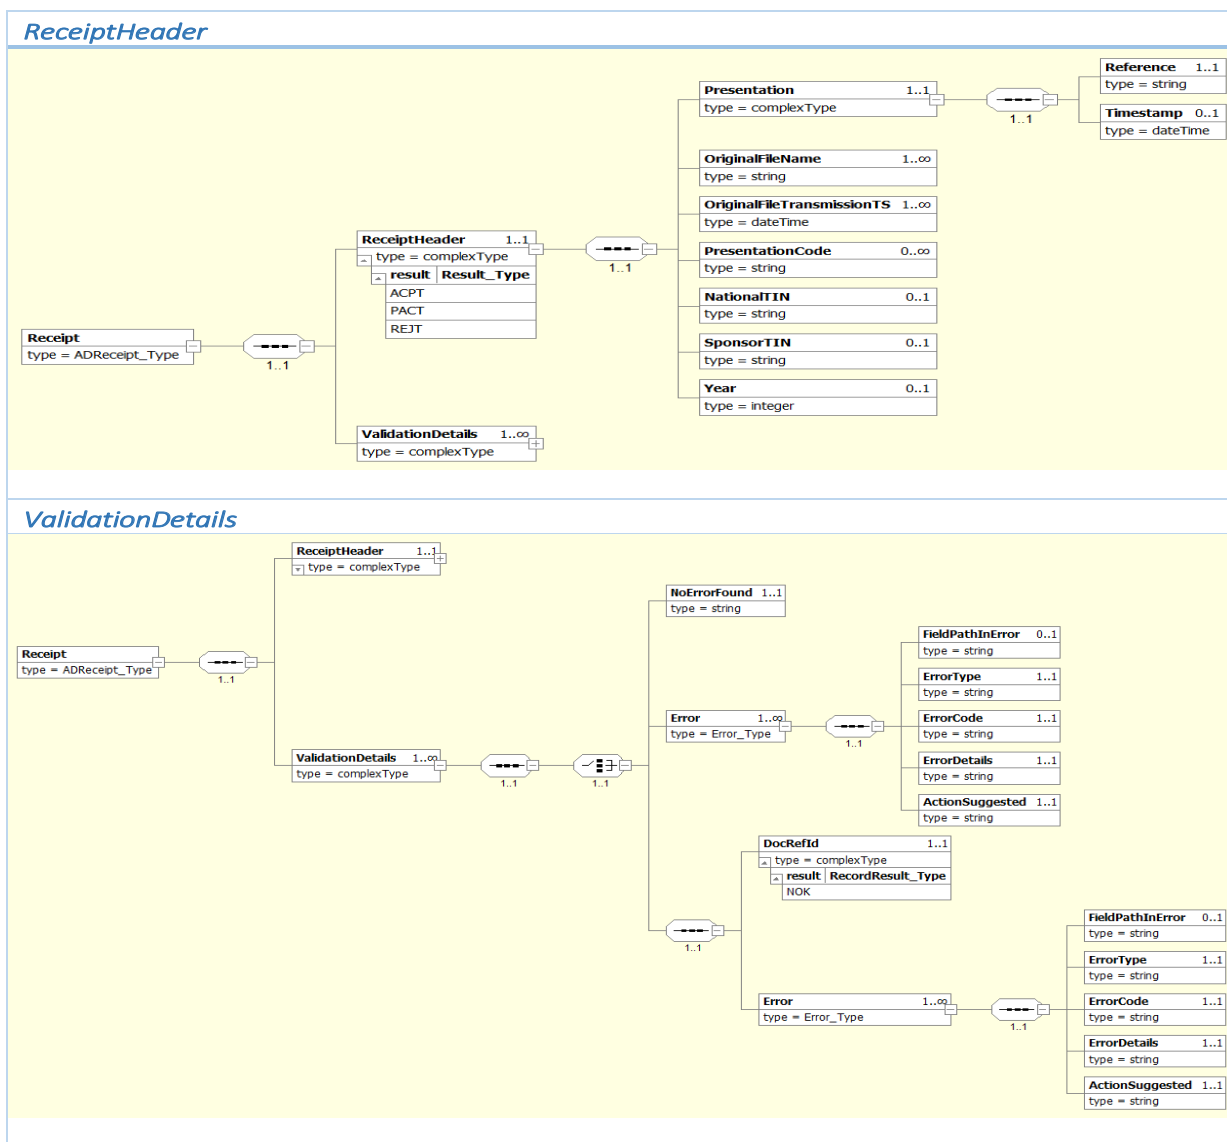 ReceiptHeader
Reference 1..1
type = string
Timestamp 0..1
type = dateTime
1..1
Presentation 1..1
type = complexType
OriginalFileName 1..∞
type = string
OriginalFileTransmissionTS 1..∞
type = dateTime
PresentationCode 0..∞
type = string
NationalTIN 0..1
type = string
SponsorTIN 0..1
type = string
Year 0..1
type = integer
ReceiptHeader 1..1
type = complexType
result Result_Type
ACPT
PACT
REJT
1..1
Receipt
type = ADReceipt_Type
1..1
ValidationDetails 1..∞
type = complexType
ValidationDetails
ReceiptHeader 1..1
type = complexType
Receipt
type = ADReceipt_Type
1..1
ValidationDetails 1..∞
type = complexType
1..1
1..1
NoErrorFound 1..1
type = string
Error 1..∞
type = Error_Type
1..1
FieldPathInError 0..1
type = string
ErrorType 1..1
type = string
ErrorCode 1..1
type = string
ErrorDetails 1..1
type = string
ActionSuggested 1..1
type = string
1..1
DocRefId 1..1
type = complexType
result RecordResult_Type
NOK
Error 1..∞
type = Error_Type
1..1
FieldPathInError 0..1
type = string
ErrorType 1..1
type = string
ErrorCode 1..1
type = string
ErrorDetails 1..1
type = string
ActionSuggested 1..1
type = string